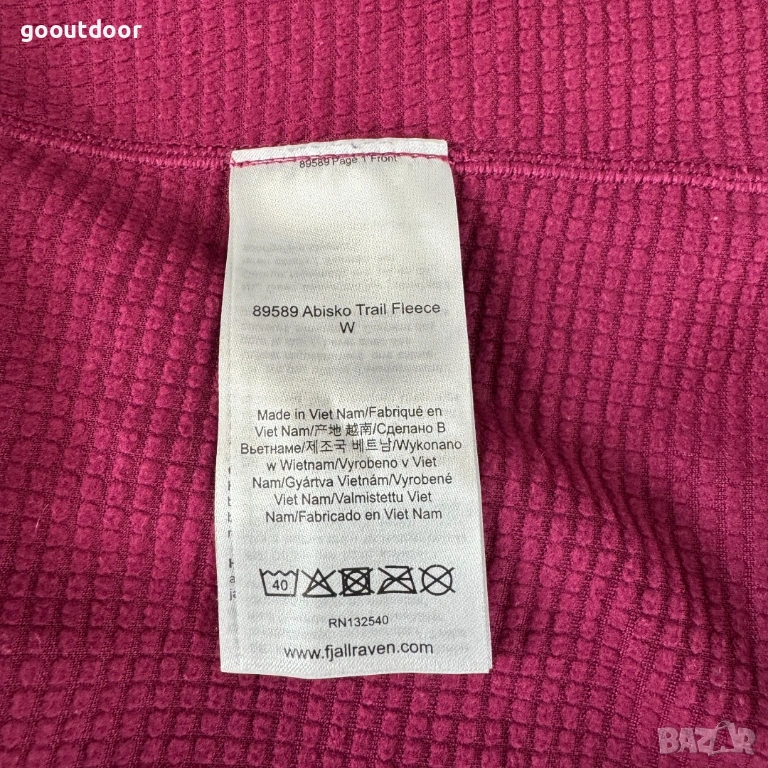 gooutdoor
89589 Page 1 Front
89589 Abisko Trail Fleece
W
Made in Viet Nam/Fabriqué en
Viet Nam/产地 越南/Сделано В
Вьетнаме/제조국 베트남/Wykonano
w Wietnam/Vyrobeno v Viet
Nam/Gyártva Vietnám/Vyrobené
Viet Nam/Valmistettu Viet
Nam/Fabricado en Viet Nam
40
RN132540
www.fjallraven.com
BAZAR